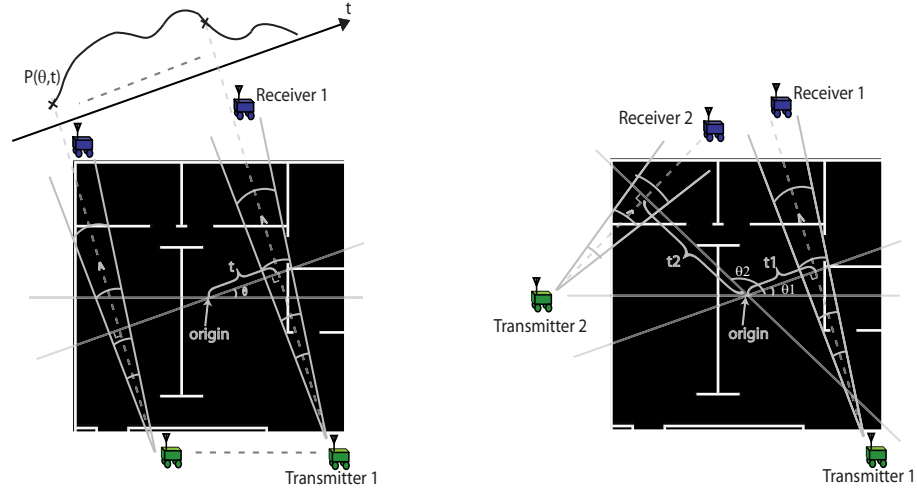 t
P(θ,t)
Receiver 1
t
θ
origin
Transmitter 1
Receiver 1
Receiver 2
t2
θ2
t1
θ1
origin
Transmitter 2
Transmitter 1